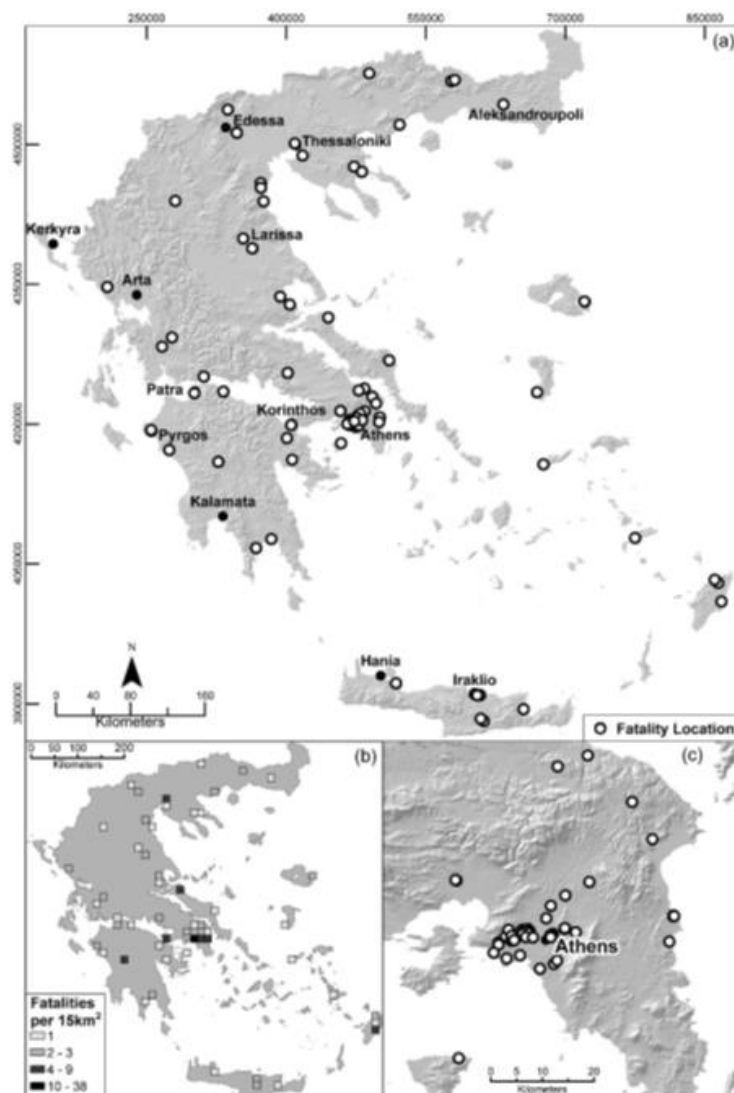 250000 400000 550000 700000 850000
(a)
Edessa
Aleksandroupoli
4500000
Thessaloniki
Kerkyra
Larissa
Arta
4350000
Patra
Korinthos
4200000
Pyrgos
Athens
Kalamata
4050000
N
Hania
Iraklio
0 40 80 160
Kilometers
3900000
Fatality Location
0 50 100 200
Kilometers
(b)
(c)
Athens
Fatalities
per 15km²
1
2 - 3
4 - 9
10 - 38
0 5 10 20
Kilometers